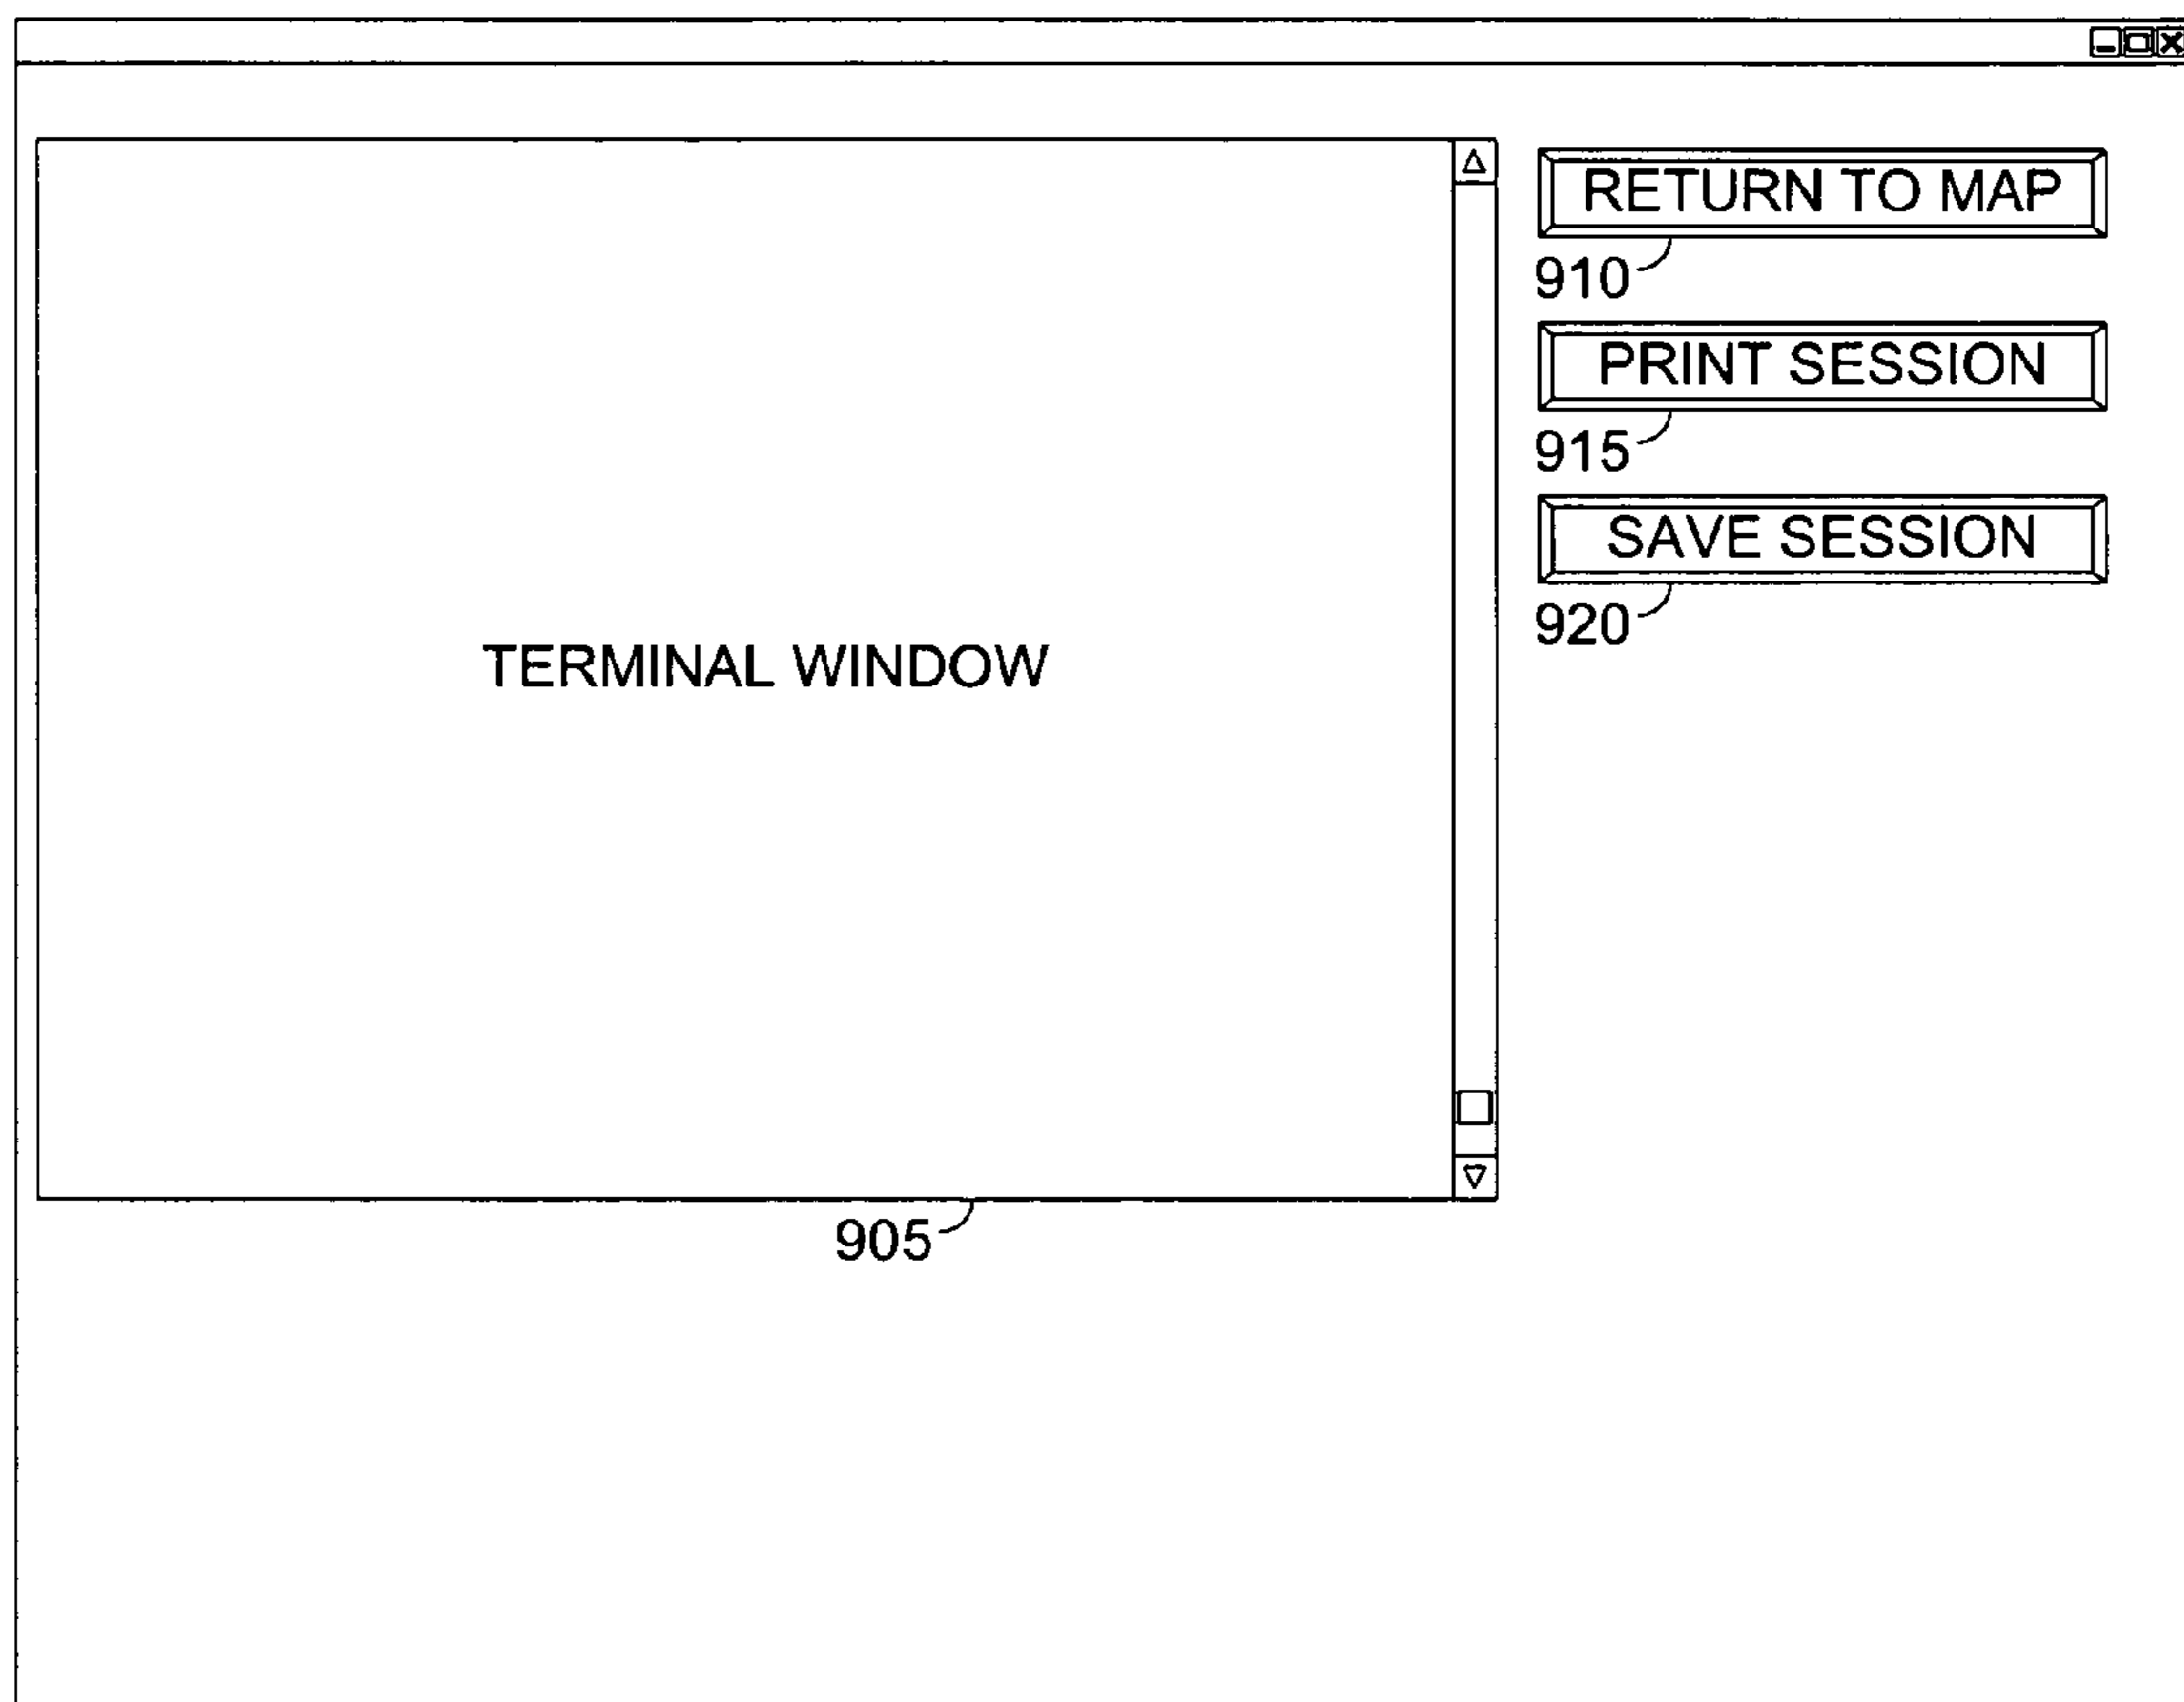 RETURN TO MAP
910
PRINT SESSION
915
SAVE SESSION
920
TERMINAL WINDOW
905